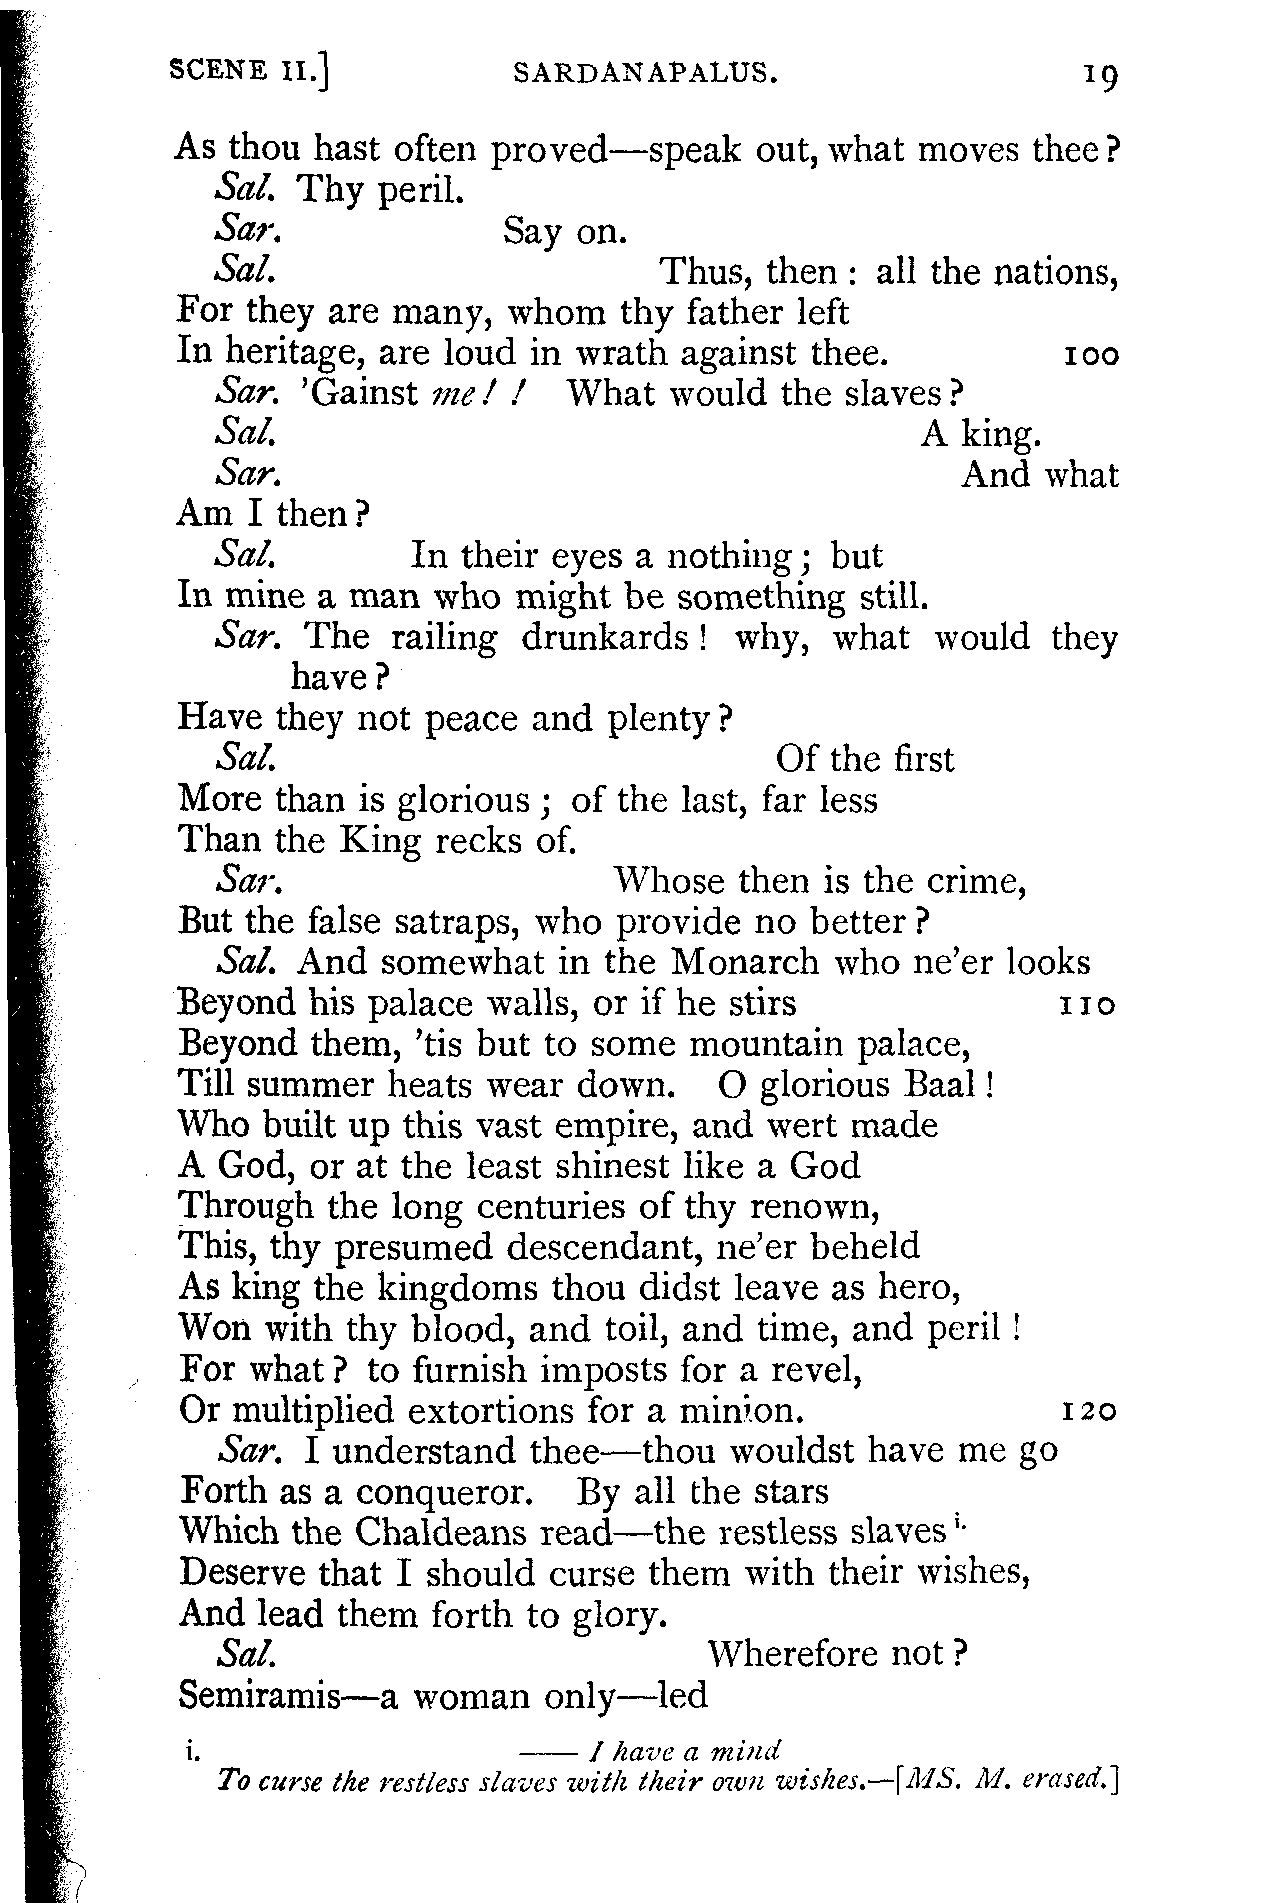 SCENE II.] SARDANAPALUS. 19
As thou hast often proved—speak out, what moves thee?
Sal. Thy peril.
Sar. Say on.
Sal. Thus, then : all the nations,
For they are many, whom thy father left
In heritage, are loud in wrath against thee. 100
Sar. 'Gainst me! ! What would the slaves?
Sal. A king.
Sar. And what
Am I then?
Sal. In their eyes a nothing; but
In mine a man who might be something still.
Sar. The railing drunkards! why, what would they
have?
Have they not peace and plenty?
Sal. Of the first
More than is glorious; of the last, far less
Than the King recks of.
Sar. Whose then is the crime,
But the false satraps, who provide no better?
Sal. And somewhat in the Monarch who ne'er looks
Beyond his palace walls, or if he stirs 110
Beyond them, 'tis but to some mountain palace,
Till summer heats wear down. O glorious Baal!
Who built up this vast empire, and wert made
A God, or at the least shinest like a God
Through the long centuries of thy renown,
This, thy presumed descendant, ne'er beheld
As king the kingdoms thou didst leave as hero,
Won with thy blood, and toil, and time, and peril!
For what? to furnish imposts for a revel,
Or multiplied extortions for a minion. 120
Sar. I understand thee—thou wouldst have me go
Forth as a conqueror. By all the stars
Which the Chaldeans read—the restless slaves i.
Deserve that I should curse them with their wishes,
And lead them forth to glory.
Sal. Wherefore not?
Semiramis—a woman only—led
i. —— I have a mind
To curse the restless slaves with their own wishes.—[MS. M. erased.]